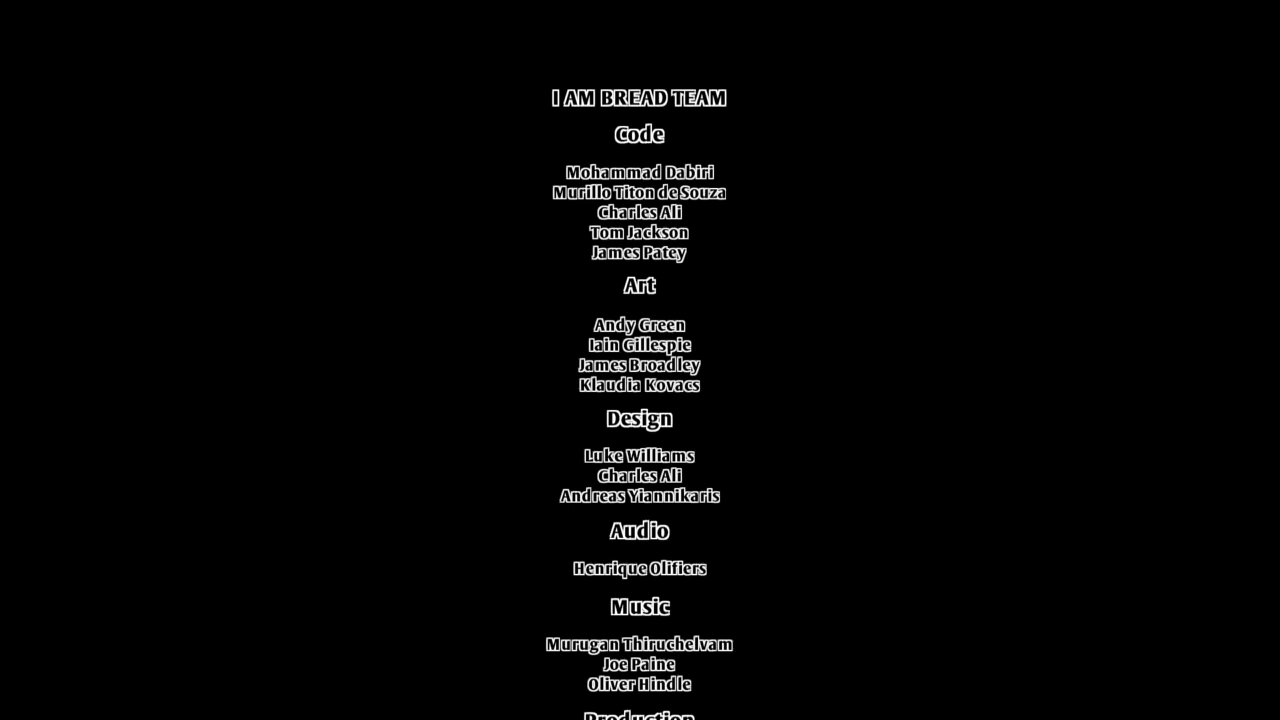 I AM BREAD TEAM
Code
Mohammad Dabiri
Murillo Titon de Souza
Charles Ali
Tom Jackson
James Patey
Art
Andy Green
Iain Gillespie
James Broadley
Klaudia Kovacs
Design
Luke Williams
Charles Ali
Andreas Yiannikaris
Audio
Henrique Olifiers
Music
Murugan Thiruchelvam
Joe Paine
Oliver Hindle
Production